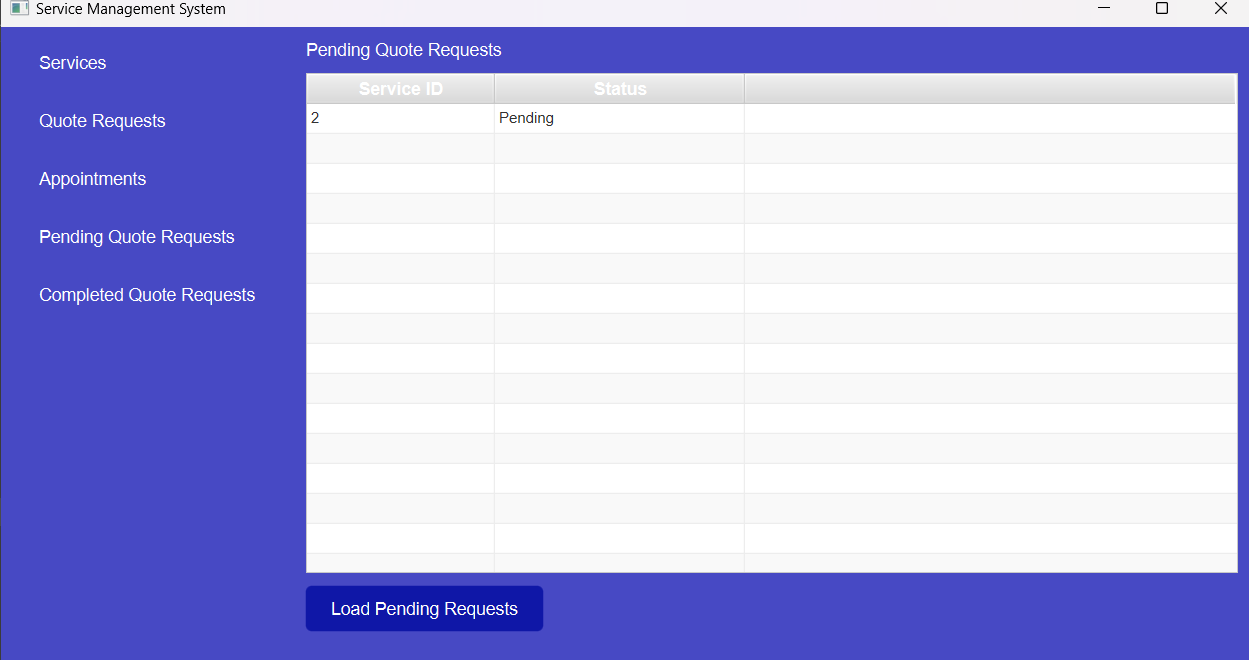 Service Management System
Services
Quote Requests
Appointments
Pending Quote Requests
Completed Quote Requests
Pending Quote Requests
Service ID Status
2 Pending
Load Pending Requests